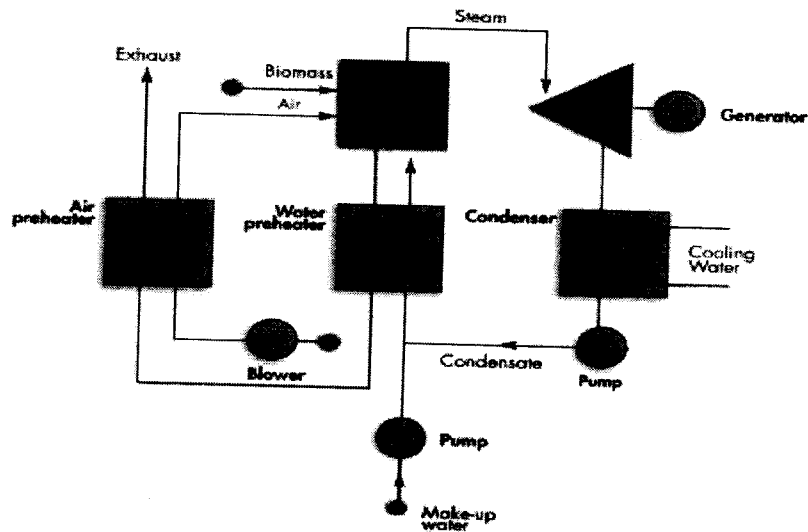 Steam
Exhaust
Biomass
Air
Generator
Air
preheater
Water
preheater
Condenser
Cooling
Water
Blower
Condensate
Pump
Pump
Make-up
water